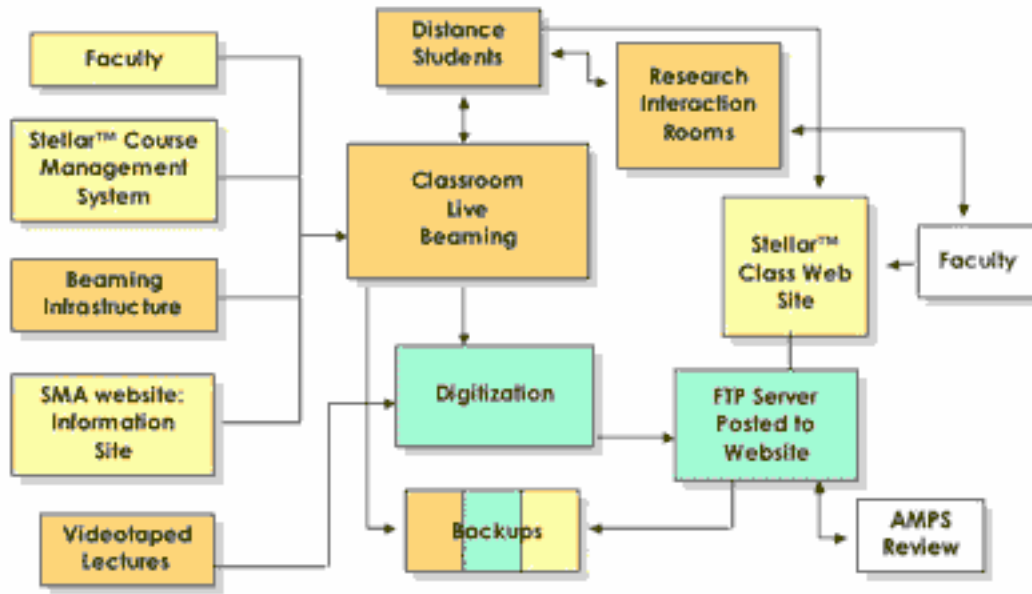 Faculty
Stellar™ Course
Management
System
Beaming
Infrastructure
SMA website:
Information
Site
Videotaped
Lectures
Distance
Students
Classroom
Live
Beaming
Digitization
Backups
Research
Interaction
Rooms
Stellar™
Class Web
Site
Faculty
FTP Server
Posted to
Website
AMPS
Review